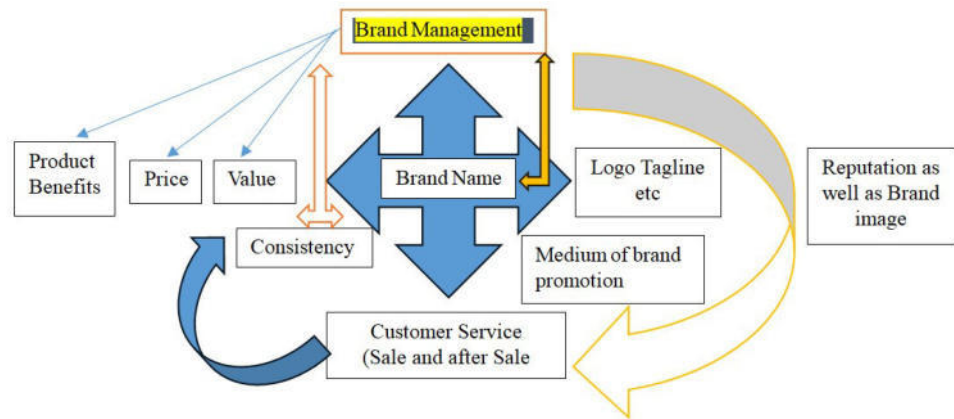 Brand Management
Product
Benefits
Price
Value
Brand Name
Logo Tagline
etc
Reputation as
well as Brand
image
Consistency
Medium of brand
promotion
Customer Service
(Sale and after Sale